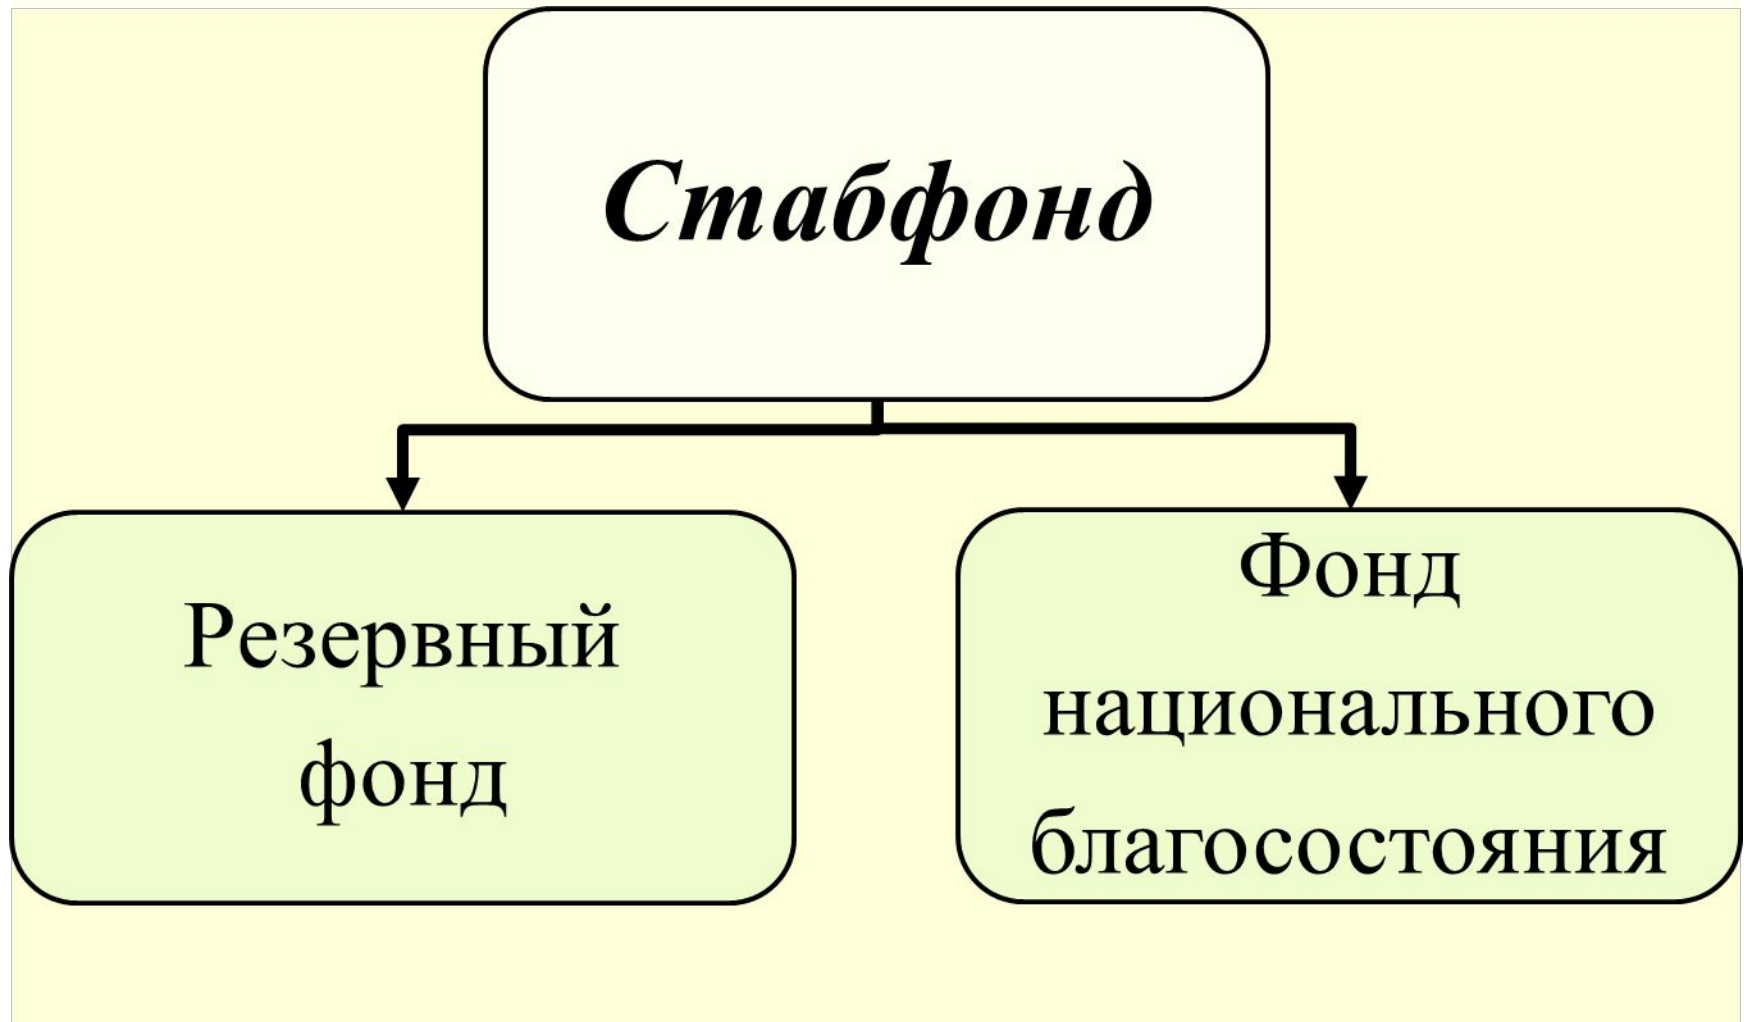 Стабфонд
Резервный
фонд
Фонд
национального
благосостояния